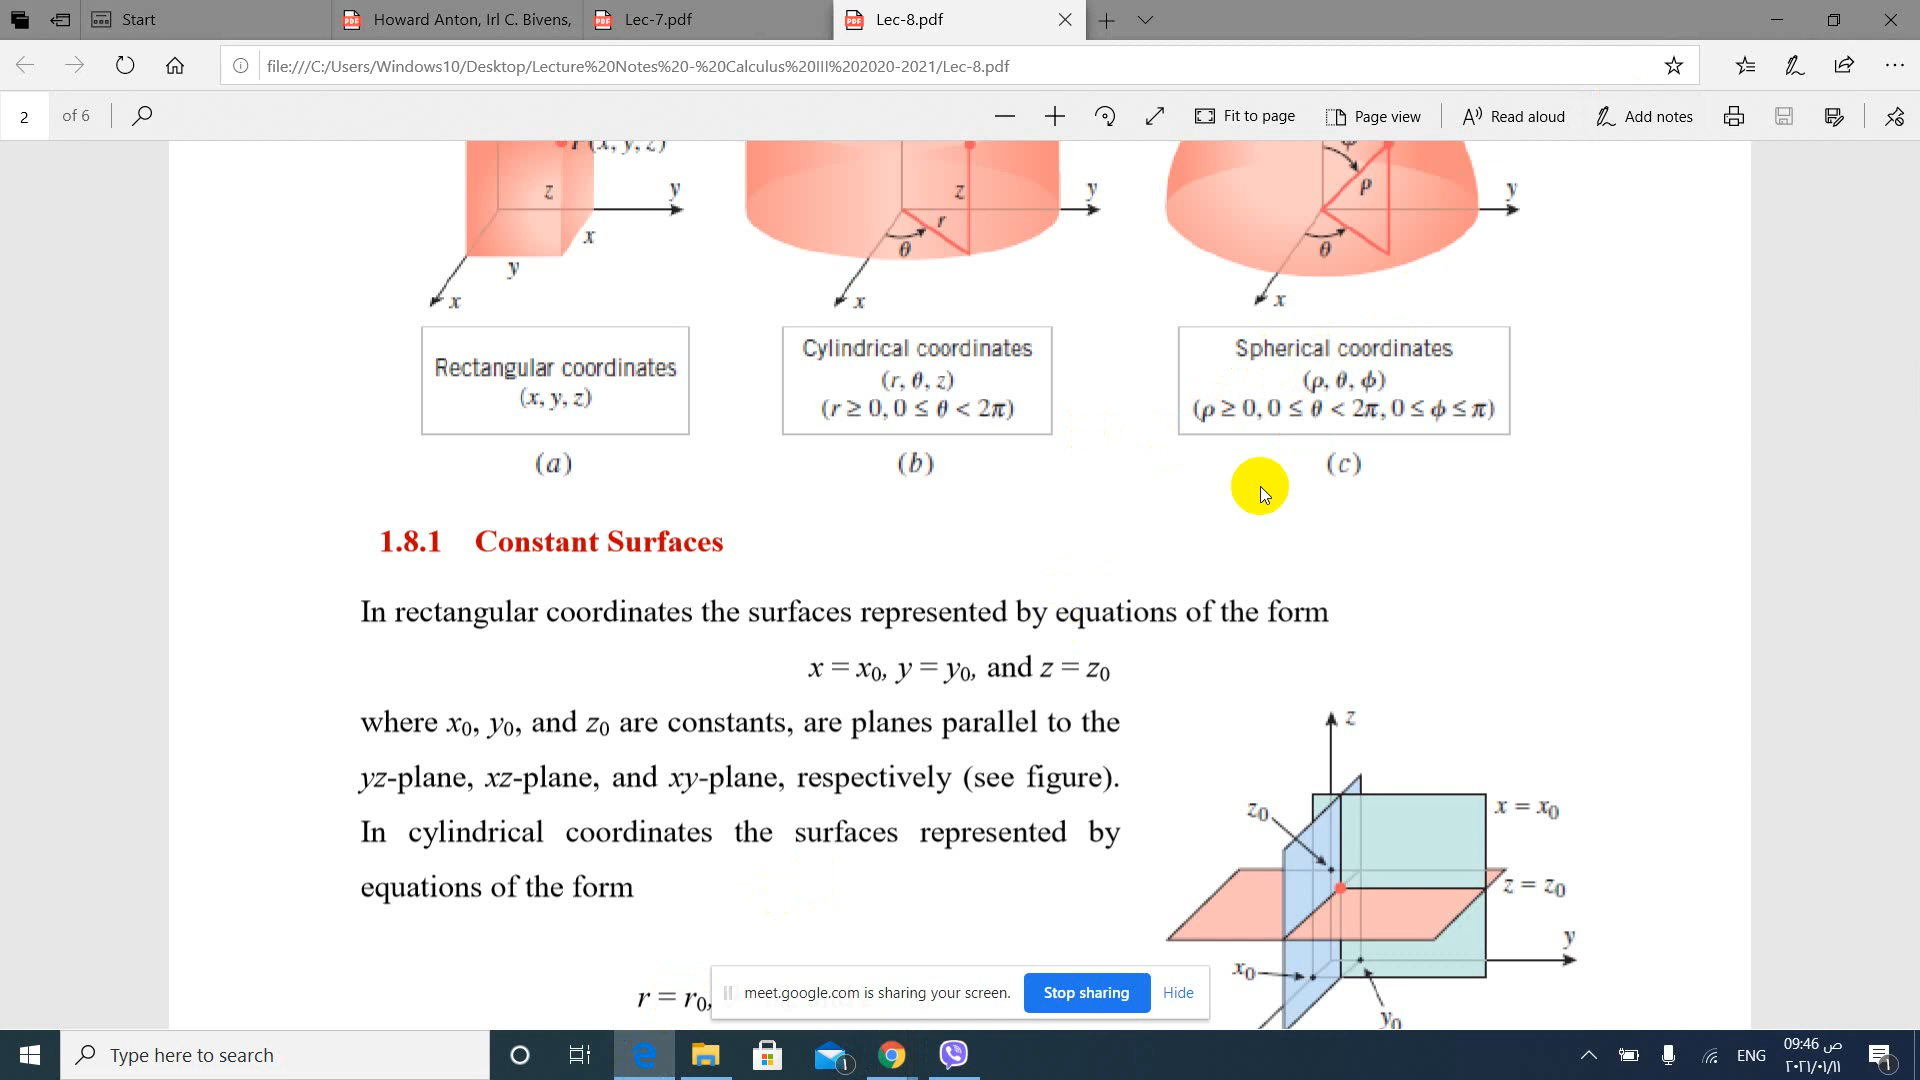 Start
Howard Anton, Irl C. Bivens,
Lec-7.pdf
Lec-8.pdf
file:///C:/Users/Windows10/Desktop/Lecture%20Notes%20-%20Calculus%20III%202020-2021/Lec-8.pdf
2 of 6
Fit to page
Page view
Read aloud
Add notes
z y x y x
z y r θ x
ρ y θ x
Rectangular coordinates
(x, y, z)
Cylindrical coordinates
(r, θ, z)
(r ≥ 0, 0 ≤ θ < 2π)
Spherical coordinates
(ρ, θ, ϕ)
(ρ ≥ 0, 0 ≤ θ < 2π, 0 ≤ ϕ ≤ π)
(a) (b) (c)
1.8.1 Constant Surfaces
In rectangular coordinates the surfaces represented by equations of the form
x = x₀, y = y₀, and z = z₀
where x₀, y₀, and z₀ are constants, are planes parallel to the
yz-plane, xz-plane, and xy-plane, respectively (see figure).
In cylindrical coordinates the surfaces represented by
equations of the form
r = r₀,
z
z₀
x = x₀
z = z₀
y
x₀
y₀
meet.google.com is sharing your screen.
Stop sharing
Hide
Type here to search
1
ENG
09:46 ص
٢٠٢١/٠١/١١
1